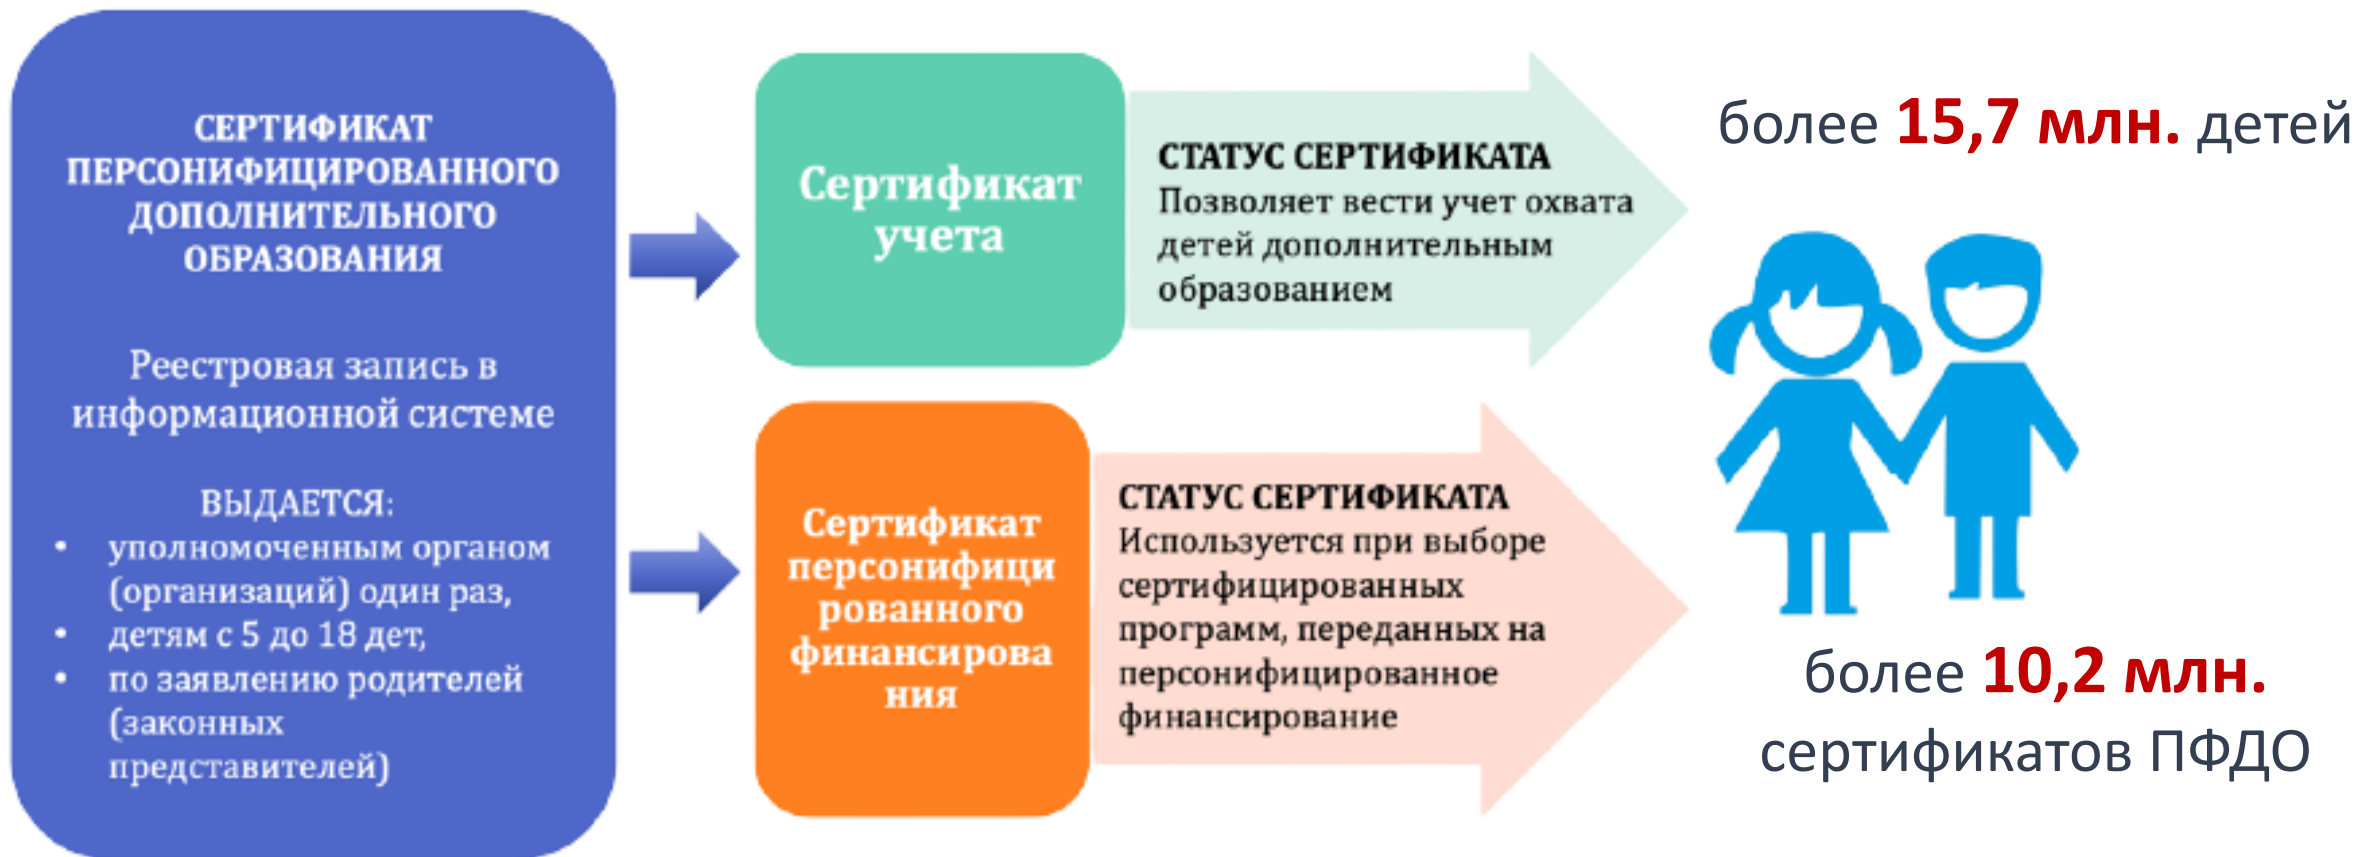 СЕРТИФИКАТ
ПЕРСОНИФИЦИРОВАННОГО
ДОПОЛНИТЕЛЬНОГО
ОБРАЗОВАНИЯ
Реестровая запись в
информационной системе
ВЫДАЕТСЯ:
• уполномоченным органом
(организаций) один раз,
• детям с 5 до 18 дет,
• по заявлению родителей
(законных
представителей)
Сертификат
учета
СТАТУС СЕРТИФИКАТА
Позволяет вести учет охвата
детей дополнительным
образованием
Сертификат
персонифици
рованного
финансирова
ния
СТАТУС СЕРТИФИКАТА
Используется при выборе
сертифицированных
программ, переданных на
персонифицированное
финансирование
более 15,7 млн. детей
более 10,2 млн.
сертификатов ПФДО